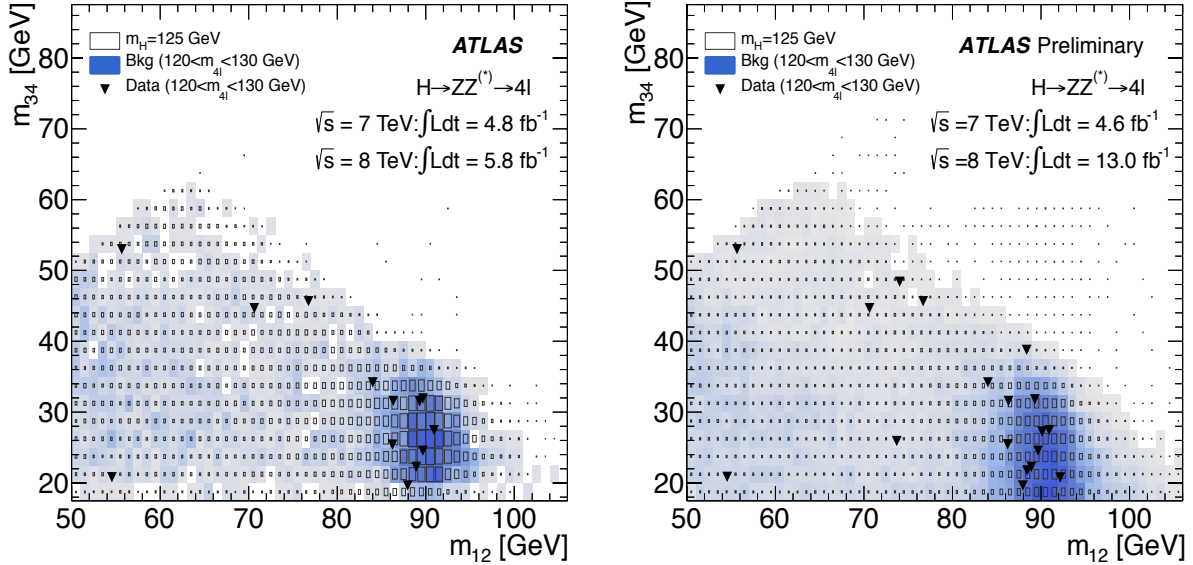 m₃₄ [GeV]
80
70
60
50
40
30
20
m_H=125 GeV
Bkg (120<m_4l<130 GeV)
Data (120<m_4l<130 GeV)
ATLAS
H→ZZ^(*)→4l
√s = 7 TeV:∫Ldt = 4.8 fb⁻¹
√s = 8 TeV:∫Ldt = 5.8 fb⁻¹
50 60 70 80 90 100
m₁₂ [GeV]
m₃₄ [GeV]
80
70
60
50
40
30
20
m_H=125 GeV
Bkg (120<m_4l<130 GeV)
Data (120<m_4l<130 GeV)
ATLAS Preliminary
H→ZZ^(*)→4l
√s =7 TeV:∫Ldt = 4.6 fb⁻¹
√s =8 TeV:∫Ldt = 13.0 fb⁻¹
50 60 70 80 90 100
m₁₂ [GeV]